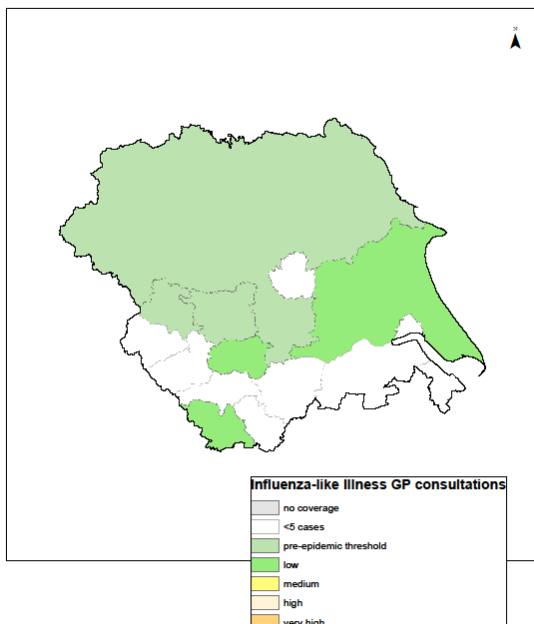 N
Influenza-like Illness GP consultations
no coverage
<5 cases
pre-epidemic threshold
low
medium
high
very high